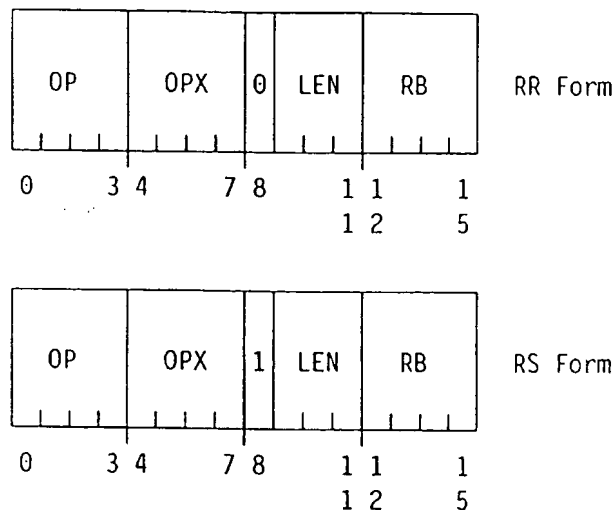 OP OPX 0 LEN RB RR Form
0 3 4 7 8 1 1 1
1 2 5
OP OPX 1 LEN RB RS Form
0 3 4 7 8 1 1 1
1 2 5